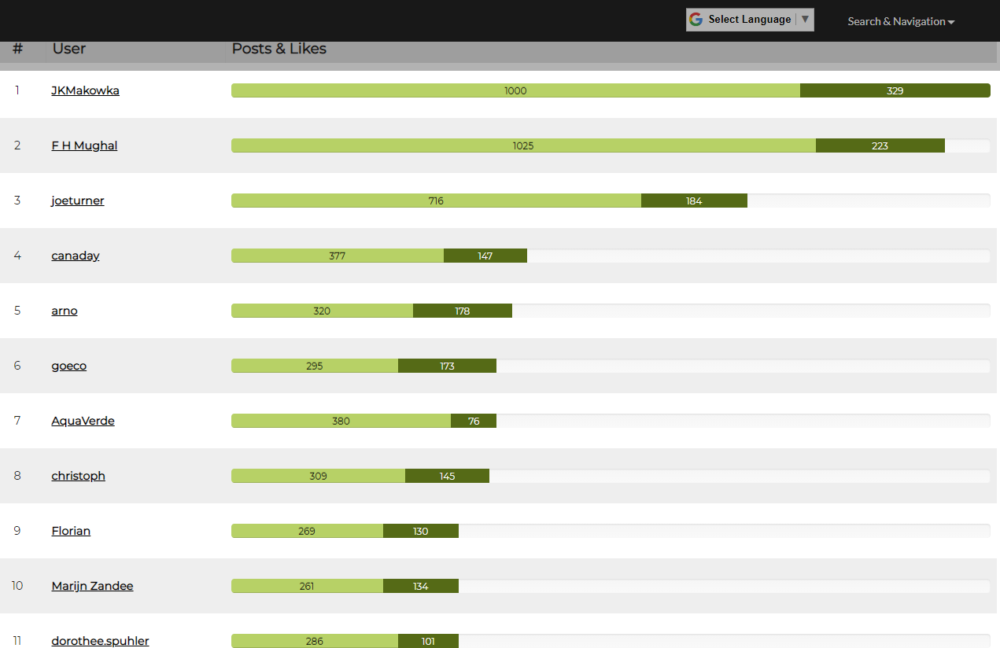 Select Language ▼
Search & Navigation
# User Posts & Likes
1 JKMakowka 1000 329
2 F H Mughal 1025 223
3 joeturner 716 184
4 canaday 377 147
5 arno 320 178
6 goeco 295 173
7 AquaVerde 380 76
8 christoph 309 145
9 Florian 269 130
10 Marijn Zandee 261 134
11 dorothee.spuhler 286 101